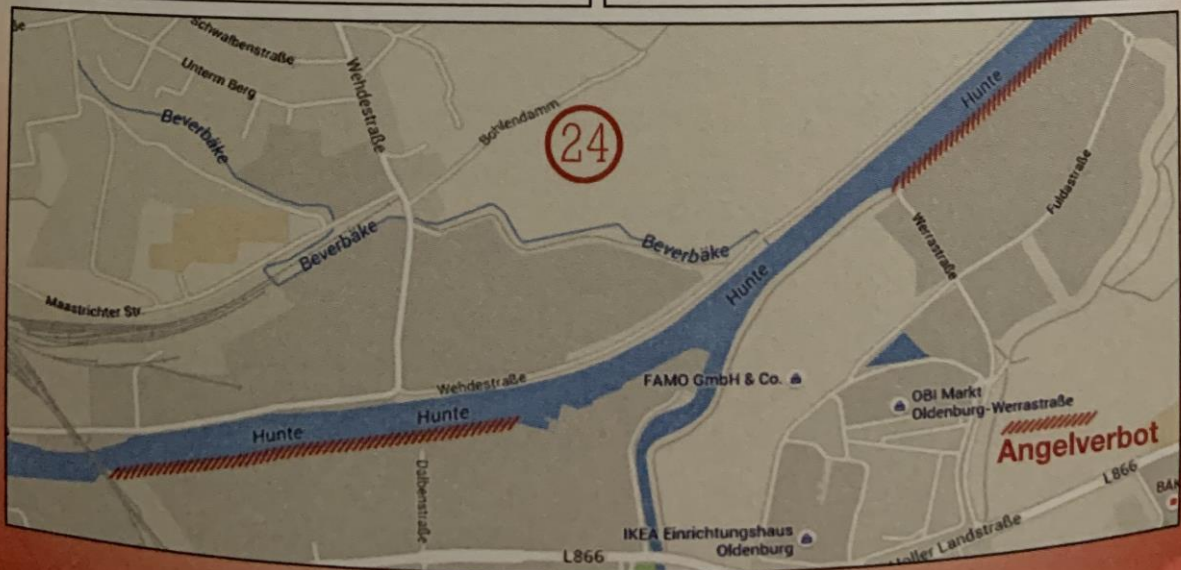 Schwalbenstraße
Unterm Berg
Wehdestraße
Bohlendamm
24
Hunte
Beverbäke
Fuldastraße
Werrastraße
Beverbäke
Beverbäke
Hunte
Maastrichter Str
Wehdestraße
FAMO GmbH & Co.
OBI Markt
Oldenburg-Werrastraße
Hunte
Hunte
Angelverbot
Dalbenstraße
L866
IKEA Einrichtungshaus
Oldenburg
L866
Holler Landstraße